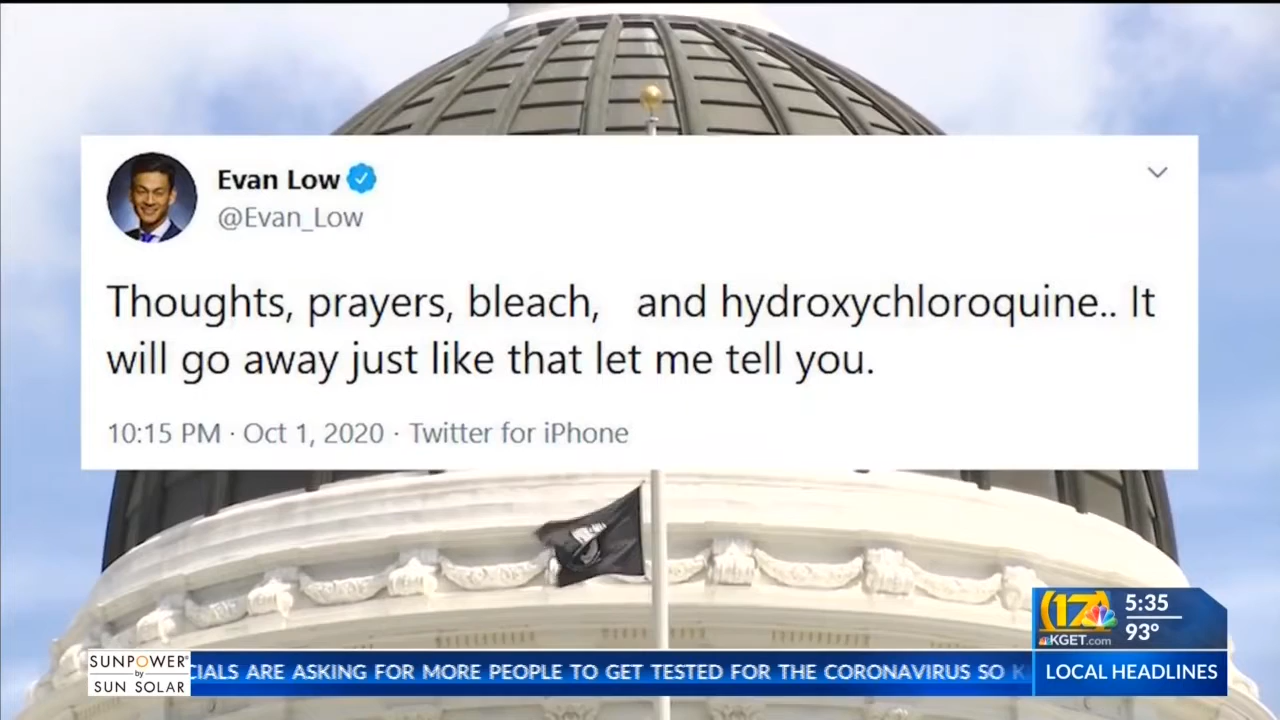 Evan Low
@Evan_Low
Thoughts, prayers, bleach, and hydroxychloroquine.. It
will go away just like that let me tell you.
10:15 PM · Oct 1, 2020 · Twitter for iPhone
17
KGET.com
5:35
93°
SUNPOWER®
by
SUN SOLAR
CIALS ARE ASKING FOR MORE PEOPLE TO GET TESTED FOR THE CORONAVIRUS SO K
LOCAL HEADLINES